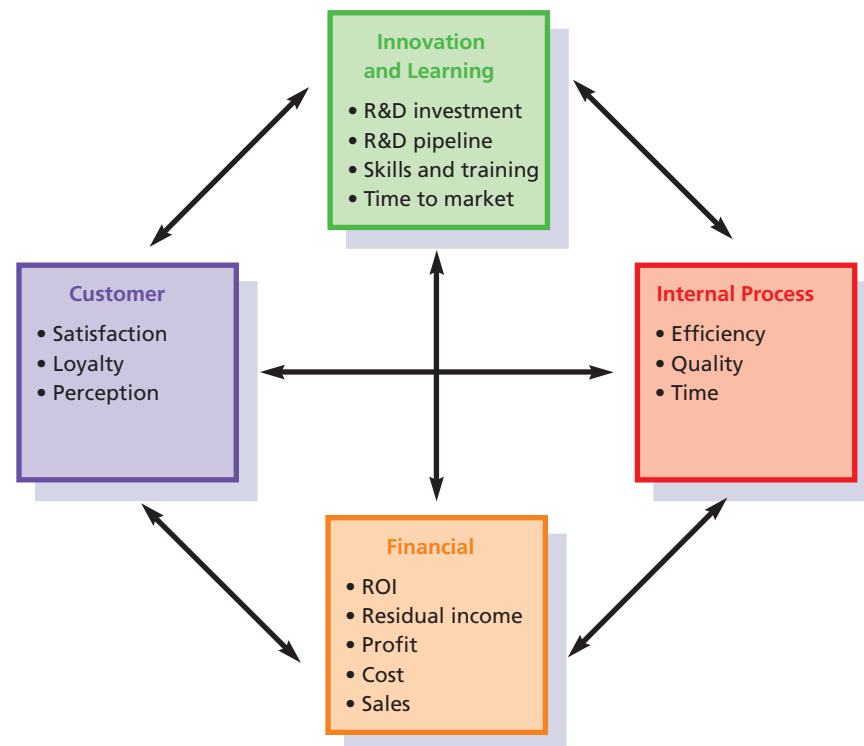 Innovation
and Learning
• R&D investment
• R&D pipeline
• Skills and training
• Time to market
Customer
• Satisfaction
• Loyalty
• Perception
Internal Process
• Efficiency
• Quality
• Time
Financial
• ROI
• Residual income
• Profit
• Cost
• Sales